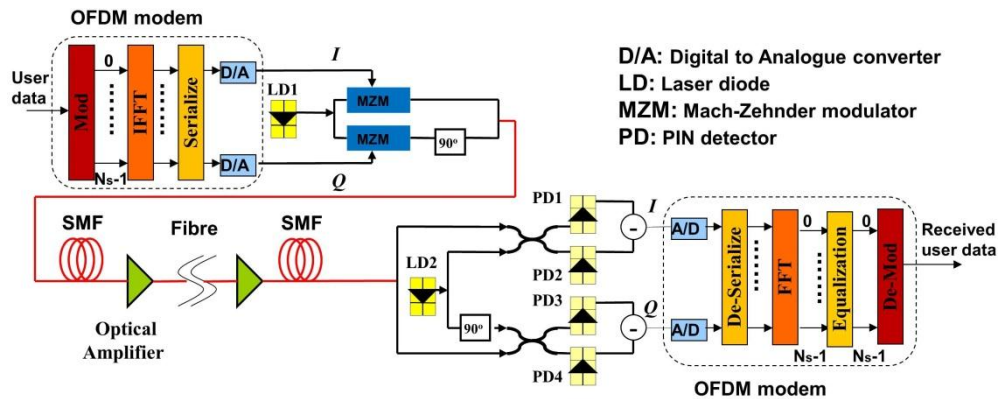 OFDM modem
User
data
Mod
0
Ns-1
IFFT
Serialize
D/A
D/A
I
Q
LD1
MZM
MZM
90°
D/A: Digital to Analogue converter
LD: Laser diode
MZM: Mach-Zehnder modulator
PD: PIN detector
SMF
Fibre
SMF
Optical
Amplifier
LD2
90°
PD1
PD2
PD3
PD4
-
-
I
Q
A/D
A/D
De-Serialize
FFT
0
Ns-1
Equalization
0
Ns-1
De-Mod
Received
user data
OFDM modem